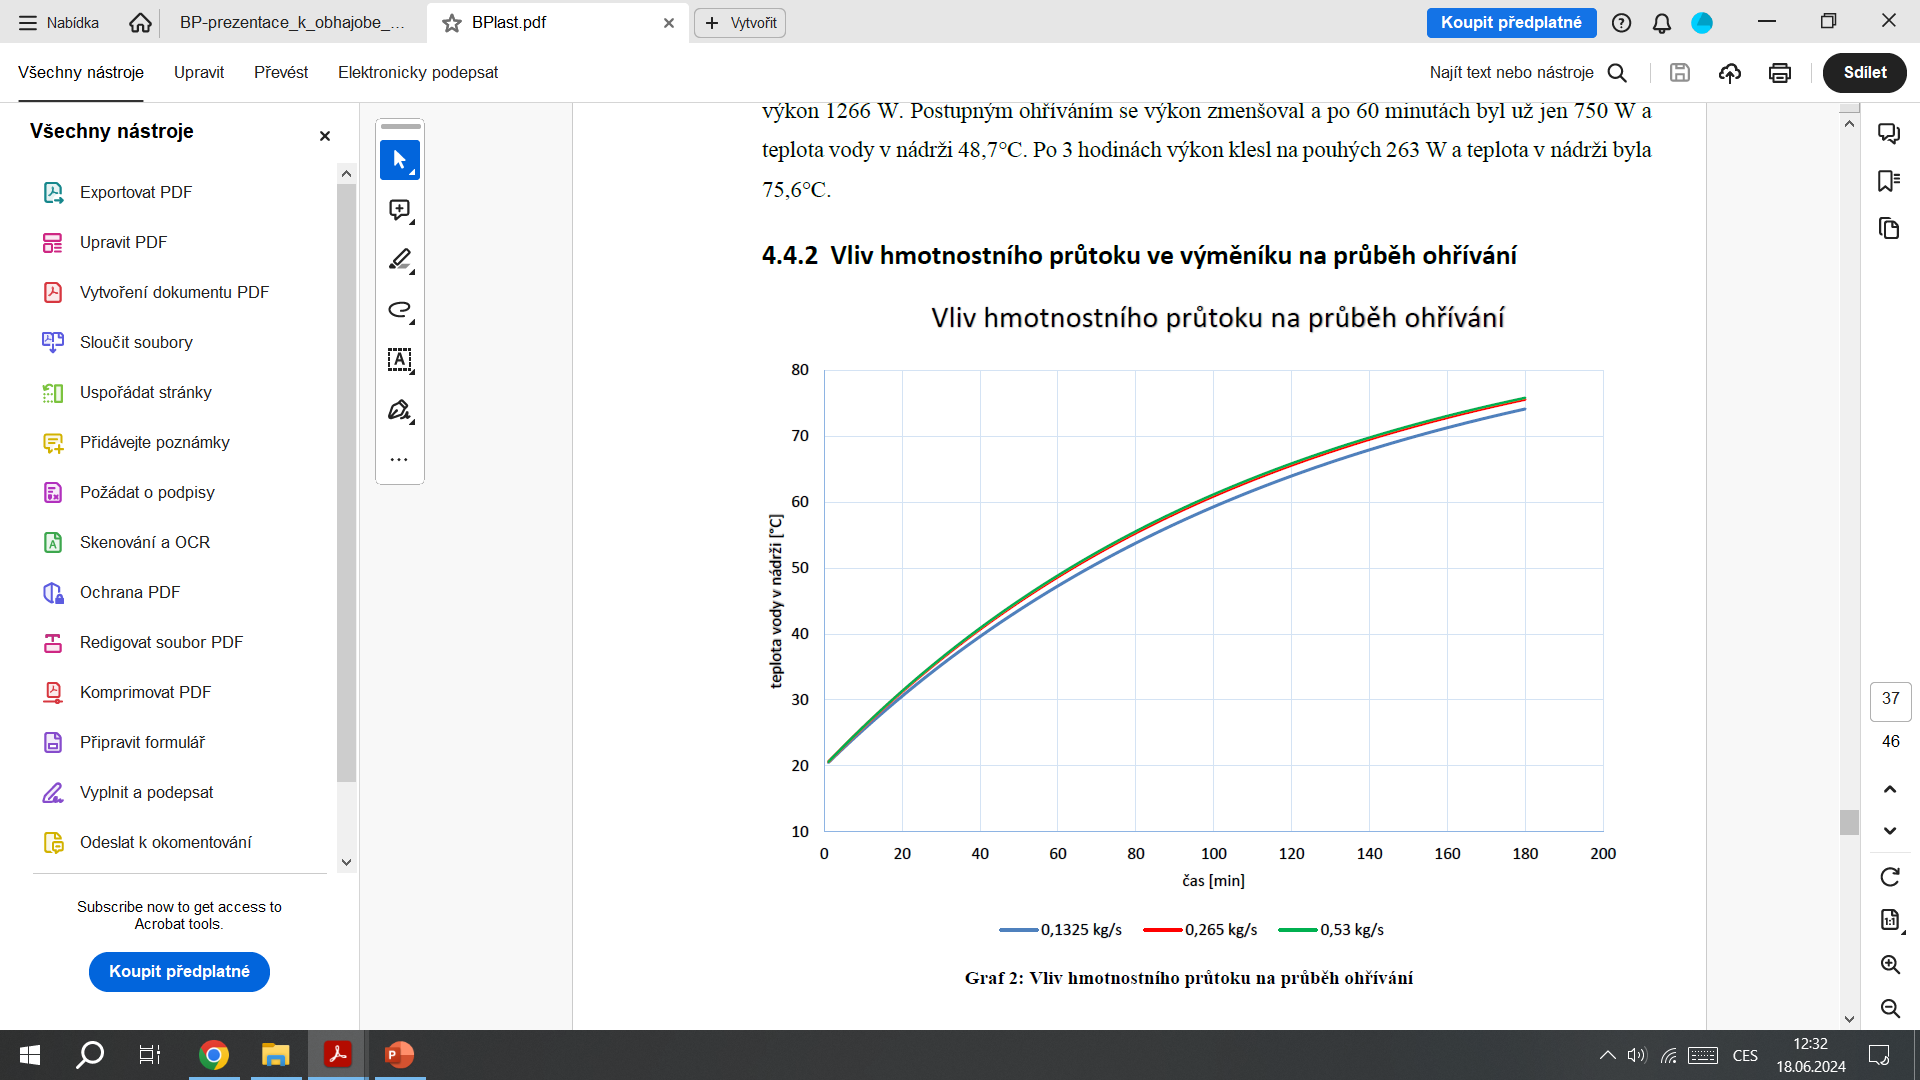 Nabídka
BP-prezentace_k_obhajobe_...
BPlast.pdf
Vytvořit
Koupit předplatné
Všechny nástroje
Upravit
Převést
Elektronicky podepsat
Najít text nebo nástroje
Sdílet
Všechny nástroje
Exportovat PDF
Upravit PDF
Vytvoření dokumentu PDF
Sloučit soubory
Uspořádat stránky
Přidávejte poznámky
Požádat o podpisy
Skenování a OCR
Ochrana PDF
Redigovat soubor PDF
Komprimovat PDF
Připravit formulář
Vyplnit a podepsat
Odeslat k okomentování
Subscribe now to get access to
Acrobat tools.
Koupit předplatné
výkon 1266 W. Postupným ohříváním se výkon zmenšoval a po 60 minutách byl už jen 750 W a
teplota vody v nádrži 48,7°C. Po 3 hodinách výkon klesl na pouhých 263 W a teplota v nádrži byla
75,6°C.
4.4.2 Vliv hmotnostního průtoku ve výměníku na průběh ohřívání
Vliv hmotnostního průtoku na průběh ohřívání
80
70
60
50
40
30
20
10
teplota vody v nádrži [°C]
0 20 40 60 80 100 120 140 160 180 200
čas [min]
0,1325 kg/s 0,265 kg/s 0,53 kg/s
Graf 2: Vliv hmotnostního průtoku na průběh ohřívání
37
46
1:1
CES
12:32
18.06.2024